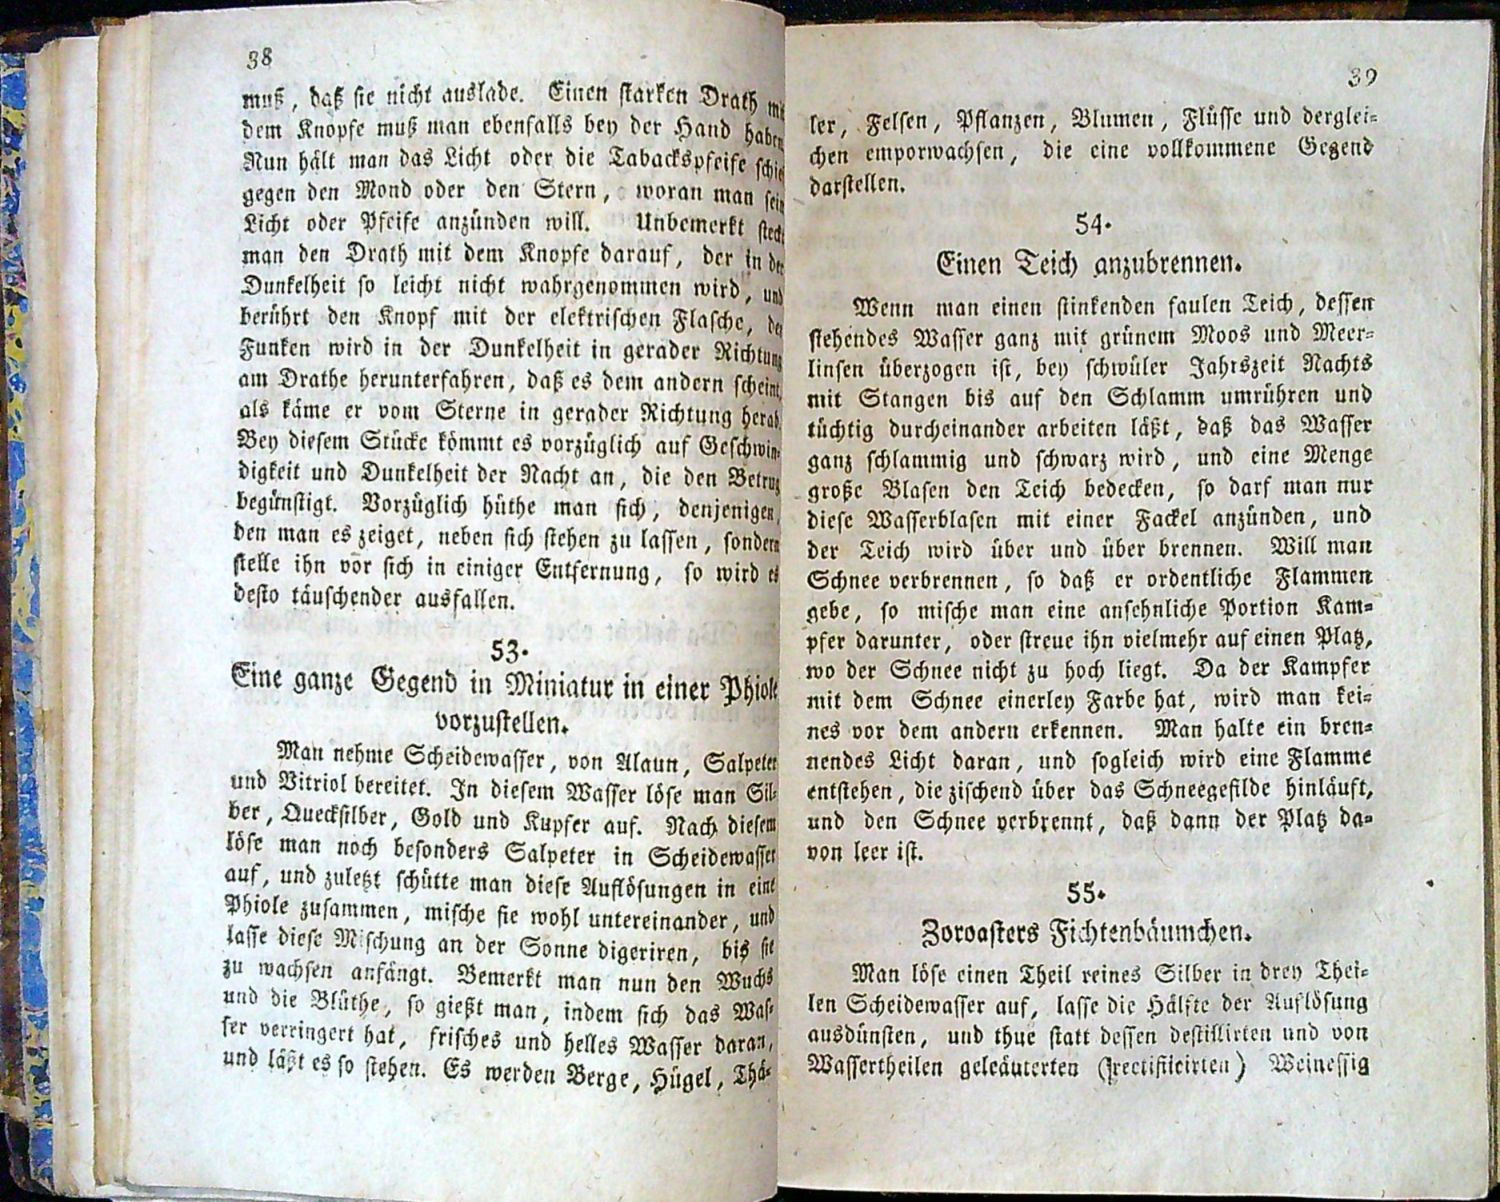 38
muß, daß sie nicht auslade. Einen starken Drath
dem Knopfe muß man ebenfalls bey der Hand haben
Nun hält man das Licht oder die Tabackspfeife schie
gegen den Mond oder den Stern, woran man sein
Licht oder Pfeife anzünden will. Unbemerkt steckt
man den Drath mit dem Knopfe darauf, der in der
Dunkelheit so leicht nicht wahrgenommen wird, und
berührt den Knopf mit der elektrischen Flasche, der
Funken wird in der Dunkelheit in gerader Richtung
am Drathe herunterfahren, daß es dem andern scheint,
als käme er vom Sterne in gerader Richtung herab.
Bey diesem Stücke kömmt es vorzüglich auf Geschwin-
digkeit und Dunkelheit der Nacht an, die den Betrug
begünstigt. Vorzüglich hüthe man sich, denjenigen,
den man es zeiget, neben sich stehen zu lassen, sondern
stelle ihn vor sich in einiger Entfernung, so wird es
desto täuschender ausfallen.
53.
Eine ganze Gegend in Miniatur in einer Phiole
vorzustellen.
Man nehme Scheidewasser, von Alaun, Salpeter
und Vitriol bereitet. In diesem Wasser löse man Sil-
ber, Quecksilber, Gold und Kupfer auf. Nach diesem
löse man noch besonders Salpeter in Scheidewasser
auf, und zuletzt schütte man diese Auflösungen in eine
Phiole zusammen, mische sie wohl untereinander, und
lasse diese Mischung an der Sonne digeriren, bis sie
zu wachsen anfängt. Bemerkt man nun den Wuchs
und die Blüthe, so gießt man, indem sich das Was-
ser verringert hat, frisches und helles Wasser daran,
und läßt es so stehen. Es werden Berge, Hügel, Thä-
39
ler, Felsen, Pflanzen, Blumen, Flüsse und derglei-
chen emporwachsen, die eine vollkommene Gegend
darstellen.
54.
Einen Teich anzubrennen.
Wenn man einen stinkenden faulen Teich, dessen
stehendes Wasser ganz mit grünem Moos und Meer-
linsen überzogen ist, bey schwüler Jahrszeit Nachts
mit Stangen bis auf den Schlamm umrühren und
tüchtig durcheinander arbeiten läßt, daß das Wasser
ganz schlammig und schwarz wird, und eine Menge
große Blasen den Teich bedecken, so darf man nur
diese Wasserblasen mit einer Fackel anzünden, und
der Teich wird über und über brennen. Will man
Schnee verbrennen, so daß er ordentliche Flammen
gebe, so mische man eine ansehnliche Portion Kam-
pfer darunter, oder streue ihn vielmehr auf einen Platz,
wo der Schnee nicht zu hoch liegt. Da der Kampfer
mit dem Schnee einerley Farbe hat, wird man kei-
nes vor dem andern erkennen. Man halte ein bren-
nendes Licht daran, und sogleich wird eine Flamme
entstehen, die zischend über das Schneegefilde hinläuft,
und den Schnee verbrennt, daß dann der Platz da-
von leer ist.
55.
Zoroasters Fichtenbäumchen.
Man löse einen Theil reines Silber in drey Thei-
len Scheidewasser auf, lasse die Hälfte der Auflösung
ausdünsten, und thue statt dessen destillirten und von
Wassertheilen geleäuterten (rectificirten) Weinessig